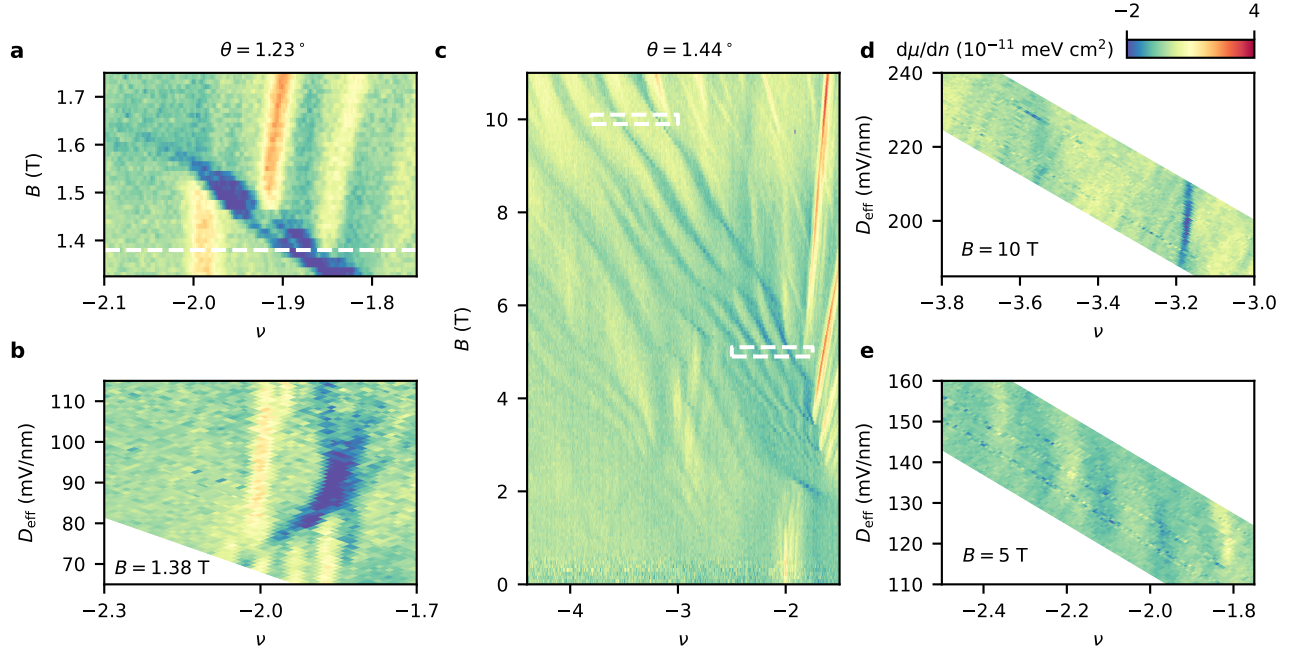 a
θ = 1.23°
B (T)
1.7
1.6
1.5
1.4
−2.1
−2.0
−1.9
−1.8
ν
b
D_eff (mV/nm)
110
100
90
80
70
B = 1.38 T
−2.3
−2.0
−1.7
ν
c
θ = 1.44°
B (T)
10
8
6
4
2
0
−4
−3
−2
ν
dμ/dn (10⁻¹¹ meV cm²)
−2
4
d
D_eff (mV/nm)
240
220
200
B = 10 T
−3.8
−3.6
−3.4
−3.2
−3.0
ν
e
D_eff (mV/nm)
160
150
140
130
120
110
B = 5 T
−2.4
−2.2
−2.0
−1.8
ν